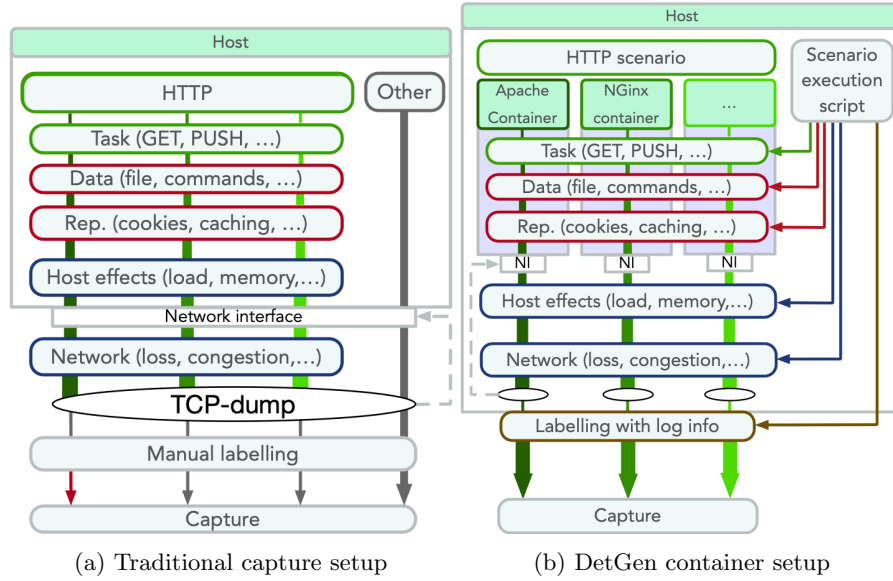 Host
HTTP
Other
Task (GET, PUSH, ...)
Data (file, commands, ...)
Rep. (cookies, caching, ...)
Host effects (load, memory,...)
Network interface
Network (loss, congestion,...)
TCP-dump
Manual labelling
Capture
(a) Traditional capture setup
Host
HTTP scenario
Scenario
execution
script
Apache
Container
NGinx
container
...
Task (GET, PUSH, ...)
Data (file, commands, ...)
Rep. (cookies, caching, ...)
NI
NI
NI
Host effects (load, memory,...)
Network (loss, congestion,...)
Labelling with log info
Capture
(b) DetGen container setup